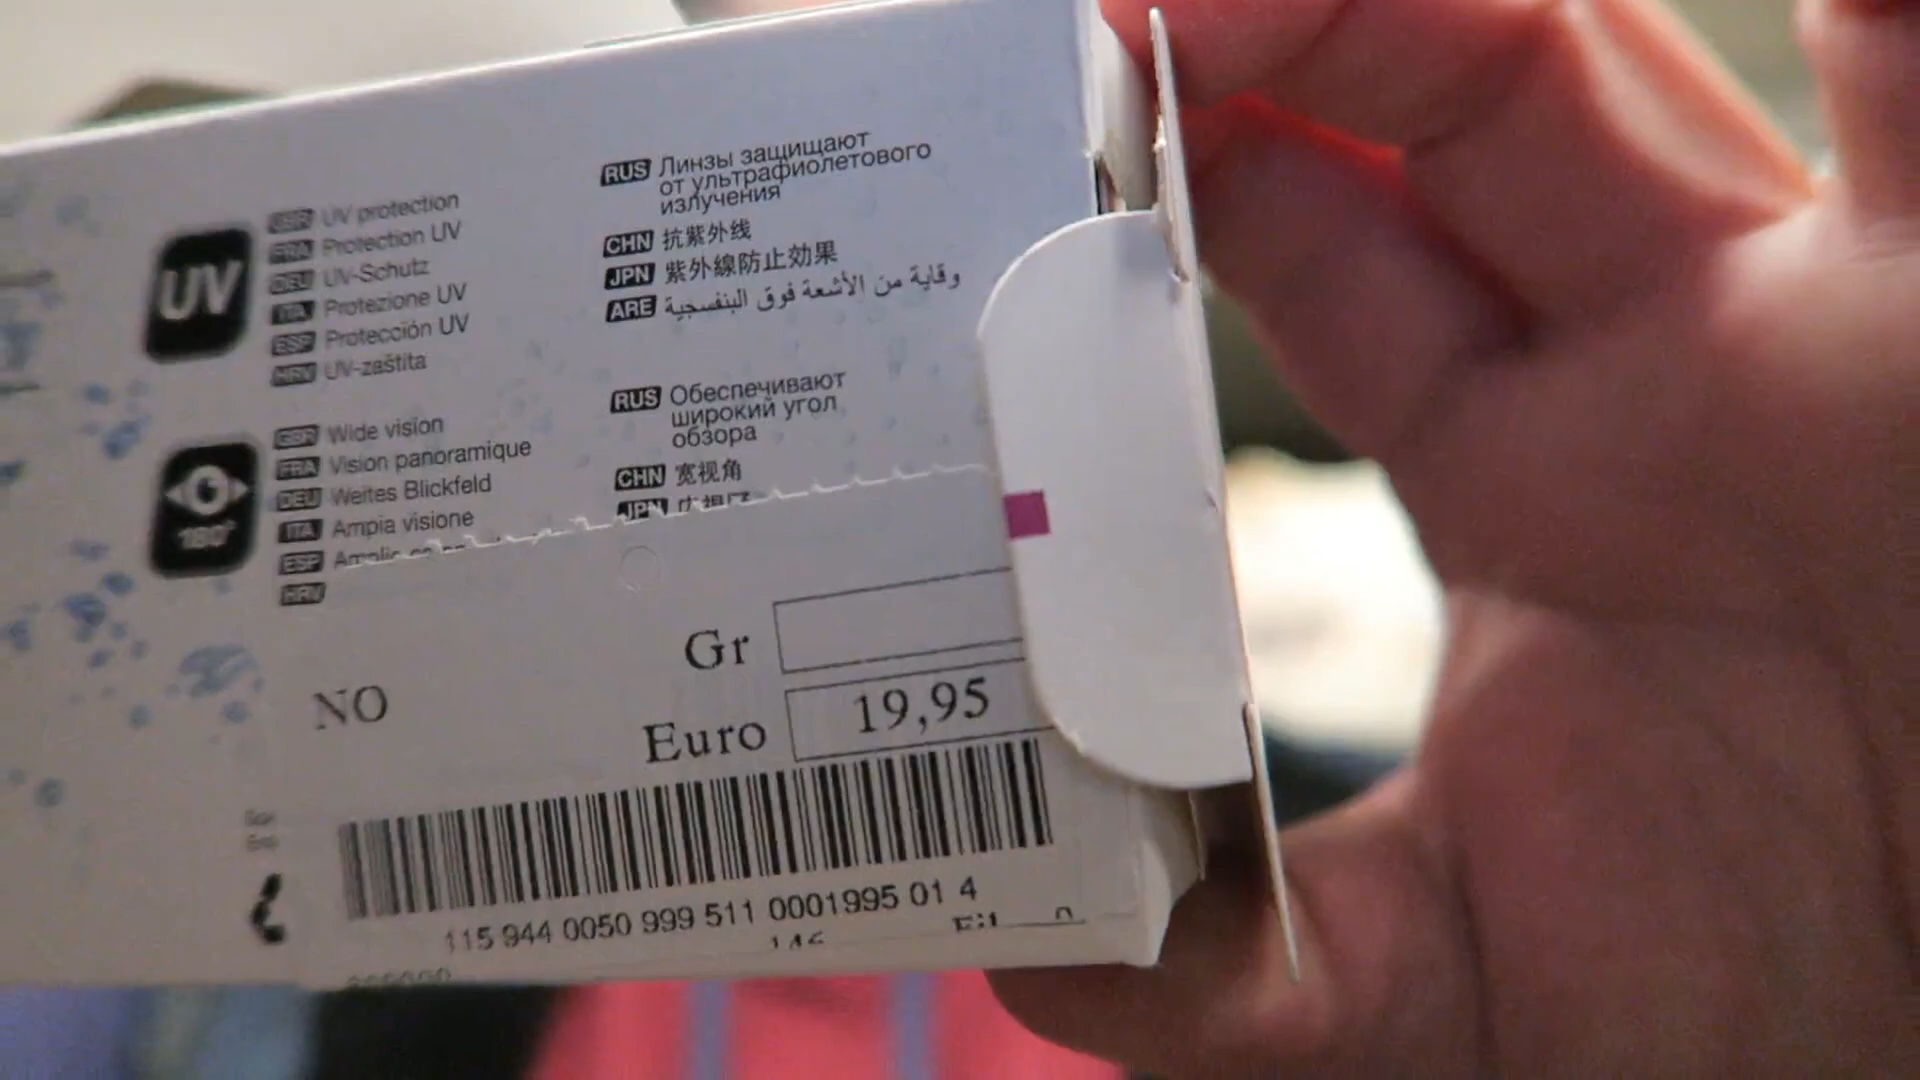 UV
GBR UV protection
FRA Protection UV
DEU UV-Schutz
ITA Protezione UV
ESP Protección UV
HRV UV-zaštita
RUS Линзы защищают
от ультрафиолетового
излучения
CHN 抗紫外线
JPN 紫外線防止効果
ARE وقاية من الأشعة فوق البنفسجية
180°
GBR Wide vision
FRA Vision panoramique
DEU Weites Blickfeld
ITA Ampia visione
ESP
HRV
RUS Обеспечивают
широкий угол
обзора
CHN 宽视角
JPN
Gr
NO
Euro 19,95
115 944 0050 999 511 0001995 01 4